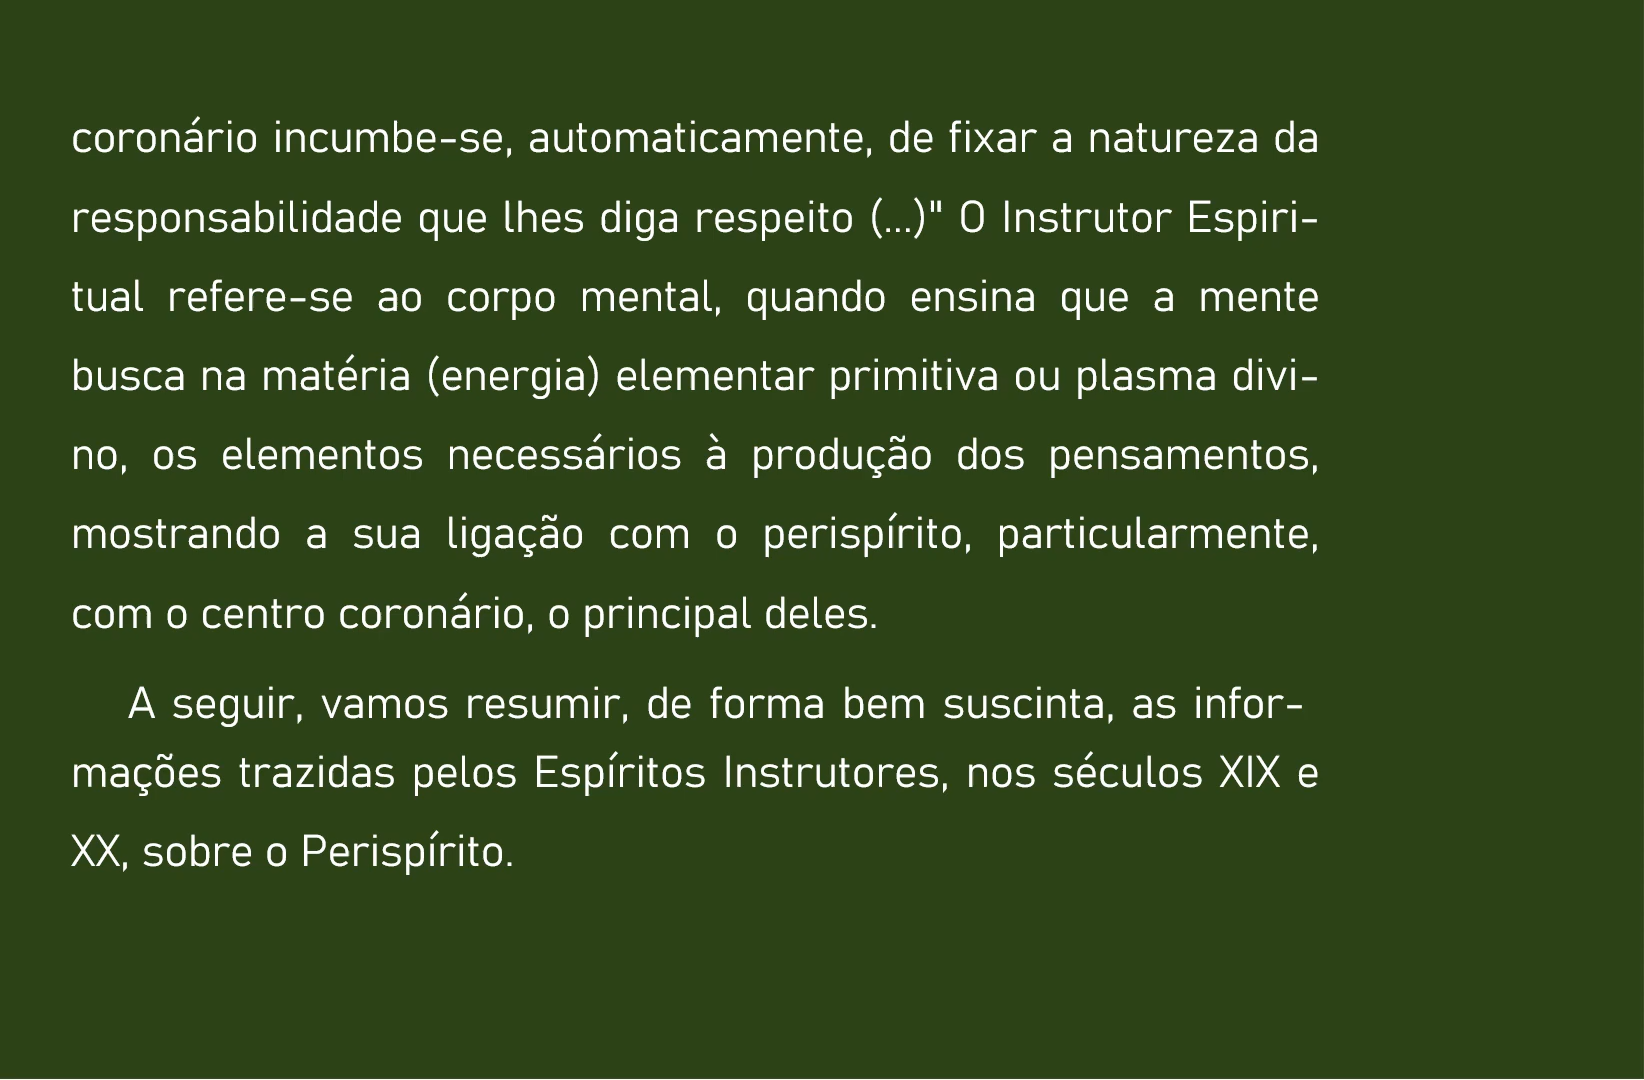 coronário incumbe-se, automaticamente, de fixar a natureza da
responsabilidade que lhes diga respeito (...)" O Instrutor Espiri-
tual refere-se ao corpo mental, quando ensina que a mente
busca na matéria (energia) elementar primitiva ou plasma divi-
no, os elementos necessários à produção dos pensamentos,
mostrando a sua ligação com o perispírito, particularmente,
com o centro coronário, o principal deles.
A seguir, vamos resumir, de forma bem suscinta, as infor-
mações trazidas pelos Espíritos Instrutores, nos séculos XIX e
XX, sobre o Perispírito.